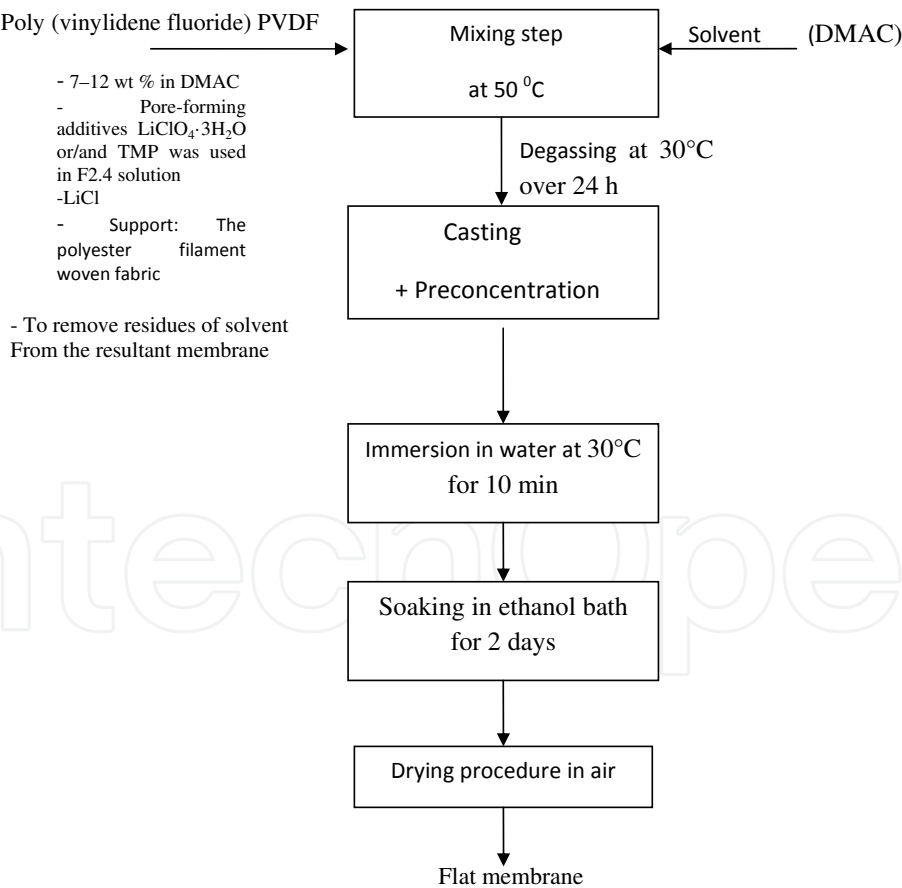 Poly (vinylidene fluoride) PVDF
Mixing step
at 50 ⁰C
Solvent (DMAC)
- 7–12 wt % in DMAC
- Pore-forming
additives LiClO₄·3H₂O
or/and TMP was used
in F2.4 solution
-LiCl
- Support: The
polyester filament
woven fabric
- To remove residues of solvent
From the resultant membrane
Degassing at 30°C
over 24 h
Casting
+ Preconcentration
Immersion in water at 30°C
for 10 min
Soaking in ethanol bath
for 2 days
Drying procedure in air
Flat membrane
ntechOpe